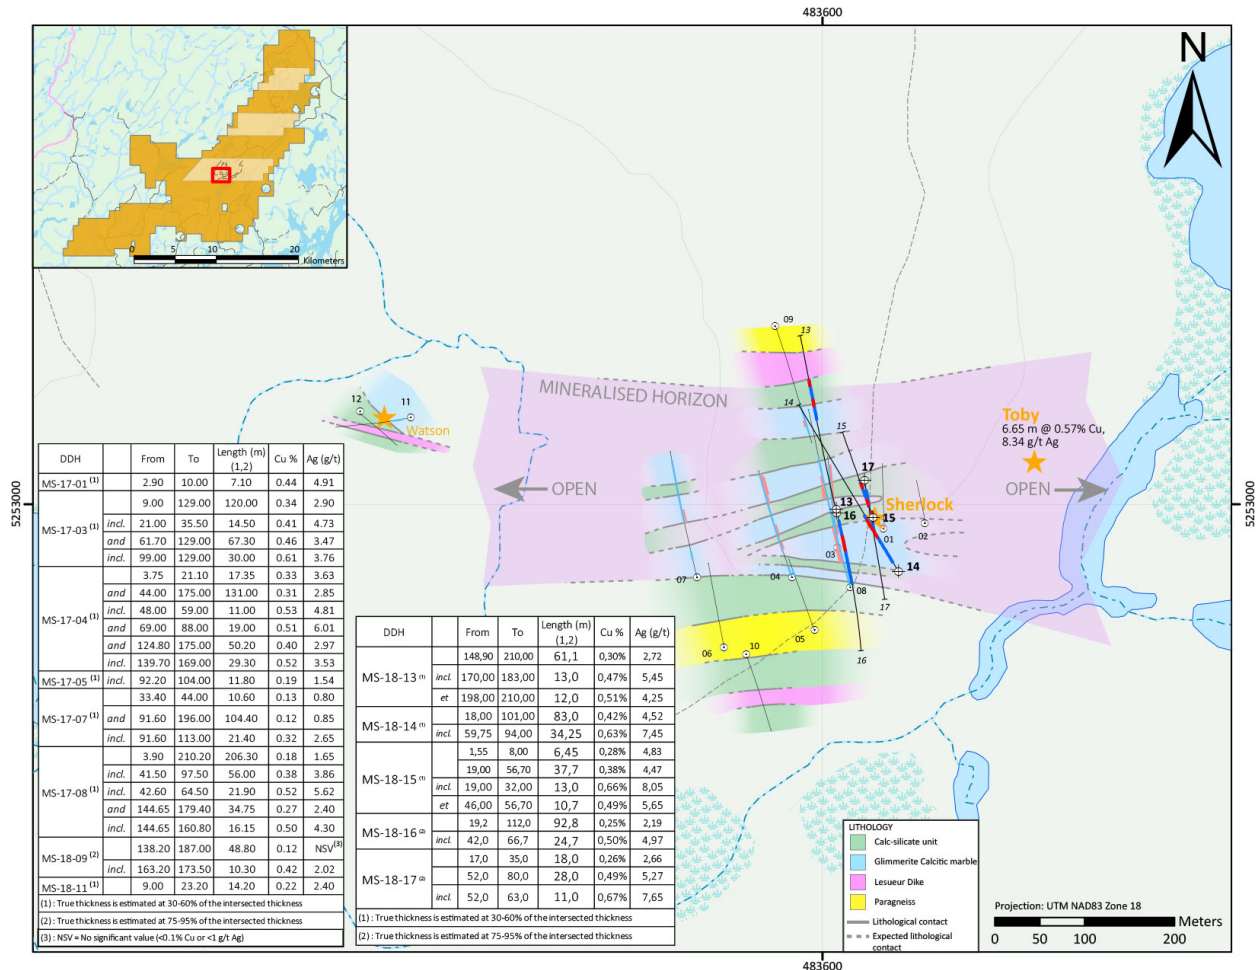 483600
N
0 5 10 20
Kilometers
09
13
MINERALISED HORIZON
14
15
12
11
Watson
Toby
6.65 m @ 0.57% Cu,
8.34 g/t Ag
17
OPEN
OPEN
13
16
15
Sherlock
01
02
03
14
07
04
08
17
05
06
10
16
5253000
5253000
DDH From To Length (m) (1,2) Cu % Ag (g/t)
MS-17-01 (1) 2.90 10.00 7.10 0.44 4.91
MS-17-03 (1) 9.00 129.00 120.00 0.34 2.90
incl. 21.00 35.50 14.50 0.41 4.73
and 61.70 129.00 67.30 0.46 3.47
incl. 99.00 129.00 30.00 0.61 3.76
MS-17-04 (1) 3.75 21.10 17.35 0.33 3.63
and 44.00 175.00 131.00 0.31 2.85
incl. 48.00 59.00 11.00 0.53 4.81
and 69.00 88.00 19.00 0.51 6.01
and 124.80 175.00 50.20 0.40 2.97
incl. 139.70 169.00 29.30 0.52 3.53
MS-17-05 (1) incl. 92.20 104.00 11.80 0.19 1.54
MS-17-07 (1) 33.40 44.00 10.60 0.13 0.80
and 91.60 196.00 104.40 0.12 0.85
incl. 91.60 113.00 21.40 0.32 2.65
MS-17-08 (1) 3.90 210.20 206.30 0.18 1.65
incl. 41.50 97.50 56.00 0.38 3.86
incl. 42.60 64.50 21.90 0.52 5.62
and 144.65 179.40 34.75 0.27 2.40
incl. 144.65 160.80 16.15 0.50 4.30
MS-18-09 (2) 138.20 187.00 48.80 0.12 NSV(3)
incl. 163.20 173.50 10.30 0.42 2.02
MS-18-11 (1) 9.00 23.20 14.20 0.22 2.40
(1) : True thickness is estimated at 30-60% of the intersected thickness
(2) : True thickness is estimated at 75-95% of the intersected thickness
(3) : NSV = No significant value (<0.1% Cu or <1 g/t Ag)
DDH From To Length (m) (1,2) Cu % Ag (g/t)
MS-18-13 (1) 148,90 210,00 61,1 0,30% 2,72
incl. 170,00 183,00 13,0 0,47% 5,45
et 198,00 210,00 12,0 0,51% 4,25
MS-18-14 (1) 18,00 101,00 83,0 0,42% 4,52
incl. 59,75 94,00 34,25 0,63% 7,45
MS-18-15 (1) 1,55 8,00 6,45 0,28% 4,83
19,00 56,70 37,7 0,38% 4,47
incl. 19,00 32,00 13,0 0,66% 8,05
et 46,00 56,70 10,7 0,49% 5,65
MS-18-16 (2) 19,2 112,0 92,8 0,25% 2,19
incl. 42,0 66,7 24,7 0,50% 4,97
MS-18-17 (2) 17,0 35,0 18,0 0,26% 2,66
52,0 80,0 28,0 0,49% 5,27
incl. 52,0 63,0 11,0 0,67% 7,65
(1) : True thickness is estimated at 30-60% of the intersected thickness
(2) : True thickness is estimated at 75-95% of the intersected thickness
LITHOLOGY
Calc-silicate unit
Glimmerite Calcitic marble
Lesueur Dike
Paragneiss
Lithological contact
Expected lithological
contact
Projection: UTM NAD83 Zone 18
Meters
0 50 100 200
483600